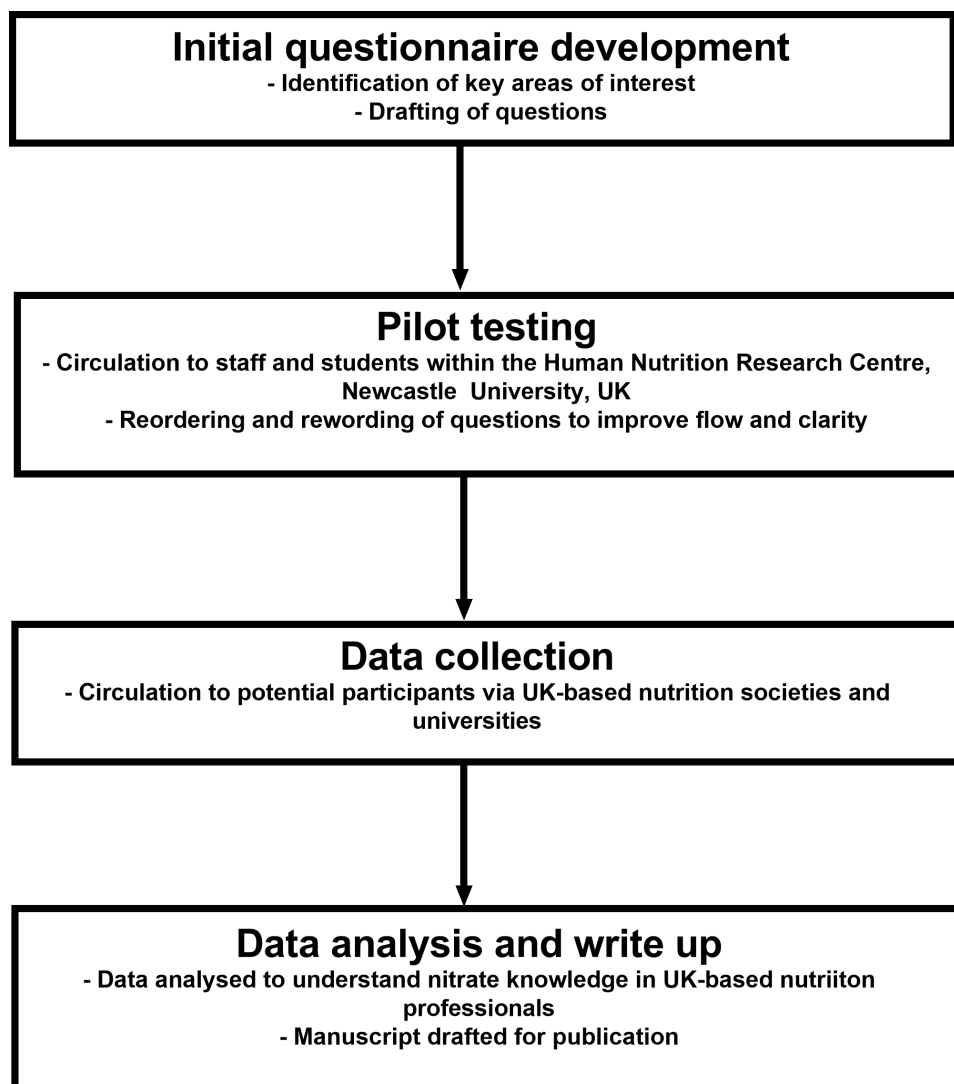 Initial questionnaire development
- Identification of key areas of interest
- Drafting of questions
Pilot testing
- Circulation to staff and students within the Human Nutrition Research Centre,
Newcastle University, UK
- Reordering and rewording of questions to improve flow and clarity
Data collection
- Circulation to potential participants via UK-based nutrition societies and
universities
Data analysis and write up
- Data analysed to understand nitrate knowledge in UK-based nutriiton
professionals
- Manuscript drafted for publication